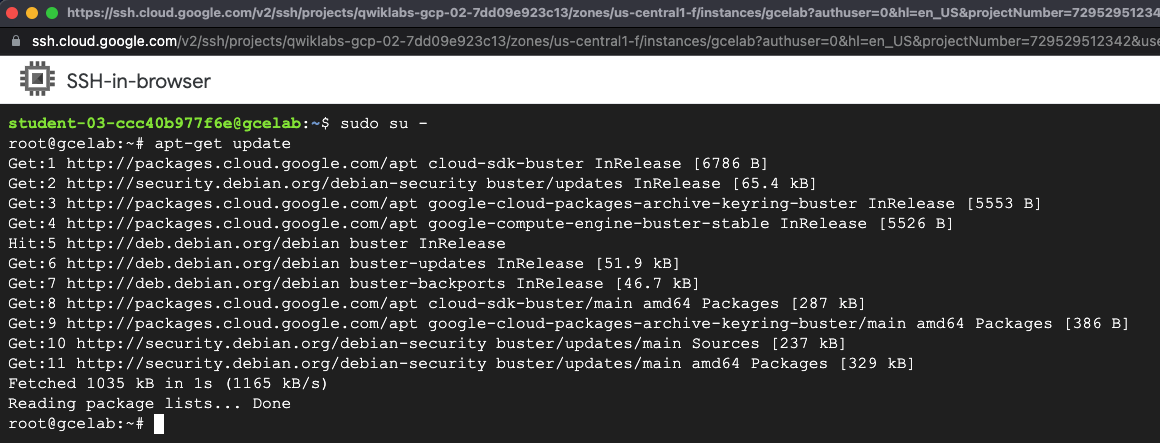 https://ssh.cloud.google.com/v2/ssh/projects/qwiklabs-gcp-02-7dd09e923c13/zones/us-central1-f/instances/gcelab?authuser=0&hl=en_US&projectNumber=72952951234
ssh.cloud.google.com/v2/ssh/projects/qwiklabs-gcp-02-7dd09e923c13/zones/us-central1-f/instances/gcelab?authuser=0&hl=en_US&projectNumber=729529512342&use
SSH-in-browser
student-03-ccc40b977f6e@gcelab:~$ sudo su -
root@gcelab:~# apt-get update
Get:1 http://packages.cloud.google.com/apt cloud-sdk-buster InRelease [6786 B]
Get:2 http://security.debian.org/debian-security buster/updates InRelease [65.4 kB]
Get:3 http://packages.cloud.google.com/apt google-cloud-packages-archive-keyring-buster InRelease [5553 B]
Get:4 http://packages.cloud.google.com/apt google-compute-engine-buster-stable InRelease [5526 B]
Hit:5 http://deb.debian.org/debian buster InRelease
Get:6 http://deb.debian.org/debian buster-updates InRelease [51.9 kB]
Get:7 http://deb.debian.org/debian buster-backports InRelease [46.7 kB]
Get:8 http://packages.cloud.google.com/apt cloud-sdk-buster/main amd64 Packages [287 kB]
Get:9 http://packages.cloud.google.com/apt google-cloud-packages-archive-keyring-buster/main amd64 Packages [386 B]
Get:10 http://security.debian.org/debian-security buster/updates/main Sources [237 kB]
Get:11 http://security.debian.org/debian-security buster/updates/main amd64 Packages [329 kB]
Fetched 1035 kB in 1s (1165 kB/s)
Reading package lists... Done
root@gcelab:~#